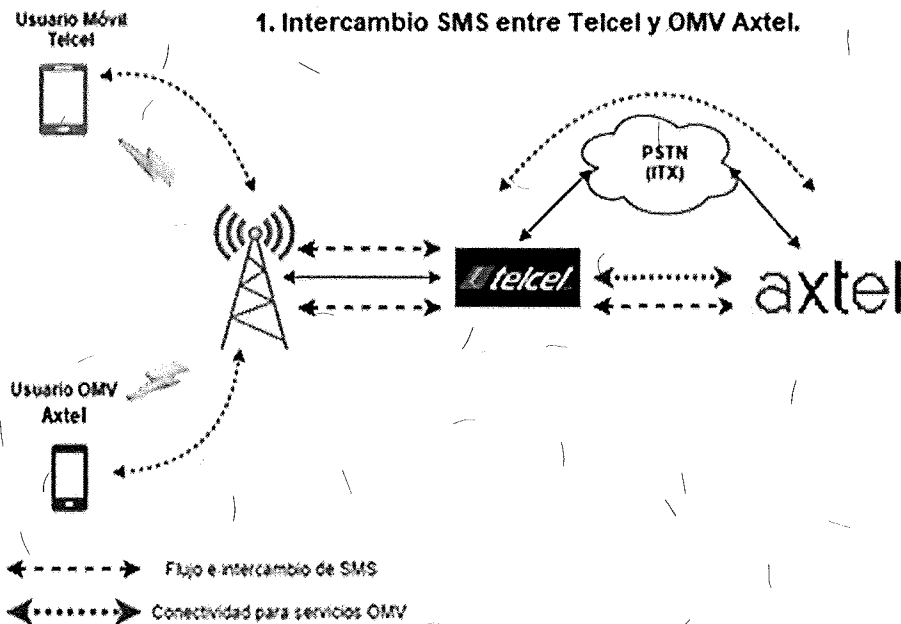 Usuario Móvil
Telcel
1. Intercambio SMS entre Telcel y OMV Axtel.
PSTN
(ITX)
telcel
axtel
Usuario OMV
Axtel
Flujo e intercambio de SMS
Conectividad para servicios OMV